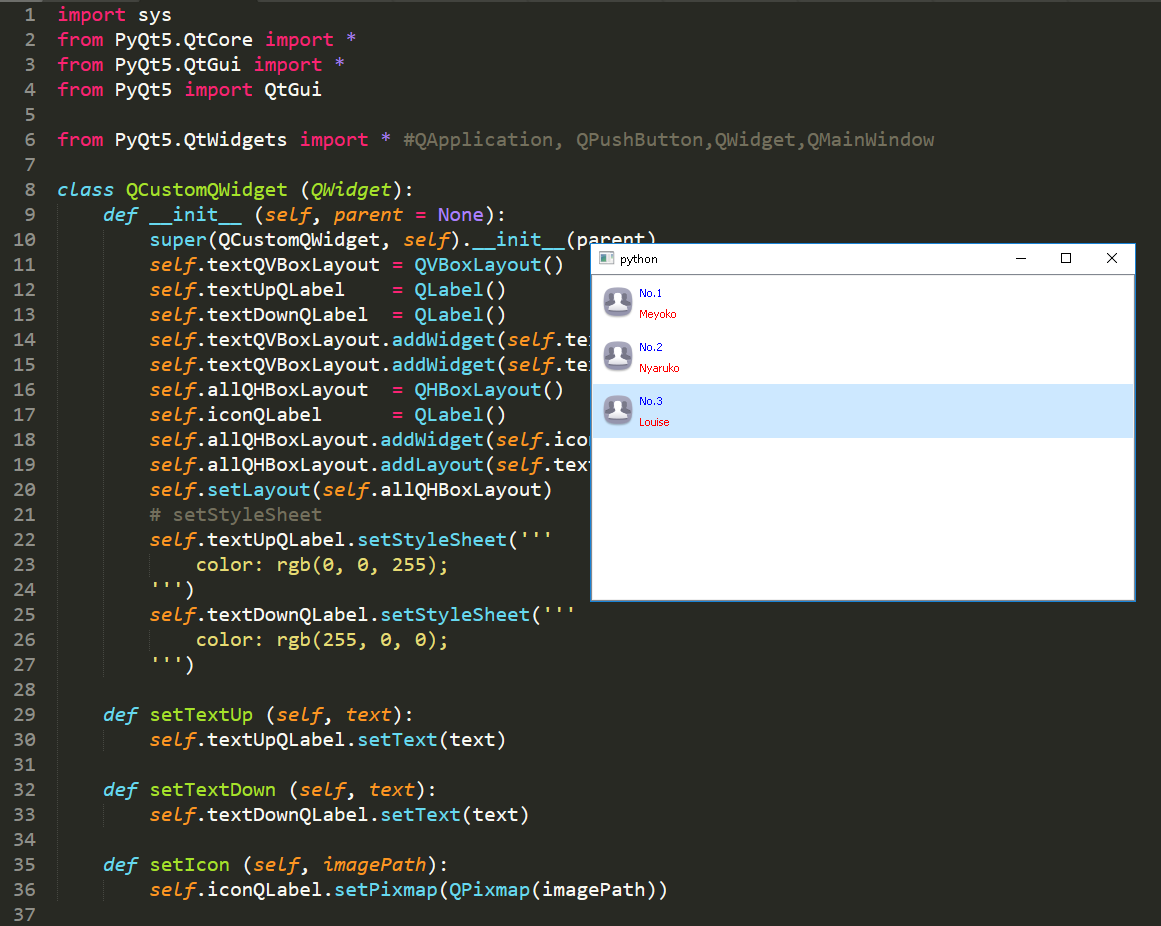 1 import sys
2 from PyQt5.QtCore import *
3 from PyQt5.QtGui import *
4 from PyQt5 import QtGui
5
6 from PyQt5.QtWidgets import * #QApplication, QPushButton,QWidget,QMainWindow
7
8 class QCustomQWidget (QWidget):
9 def __init__ (self, parent = None):
10 super(QCustomQWidget, self).__init__(parent)
11 self.textQVBoxLayout = QVBoxLayout()
12 self.textUpQLabel    = QLabel()
13 self.textDownQLabel  = QLabel()
14 self.textQVBoxLayout.addWidget(self.te
15 self.textQVBoxLayout.addWidget(self.te
16 self.allQHBoxLayout  = QHBoxLayout()
17 self.iconQLabel      = QLabel()
18 self.allQHBoxLayout.addWidget(self.ico
19 self.allQHBoxLayout.addLayout(self.tex
20 self.setLayout(self.allQHBoxLayout)
21 # setStyleSheet
22 self.textUpQLabel.setStyleSheet('''
23 color: rgb(0, 0, 255);
24 ''')
25 self.textDownQLabel.setStyleSheet('''
26 color: rgb(255, 0, 0);
27 ''')
28
29 def setTextUp (self, text):
30 self.textUpQLabel.setText(text)
31
32 def setTextDown (self, text):
33 self.textDownQLabel.setText(text)
34
35 def setIcon (self, imagePath):
36 self.iconQLabel.setPixmap(QPixmap(imagePath))
37
python
No.1
Meyoko
No.2
Nyaruko
No.3
Louise